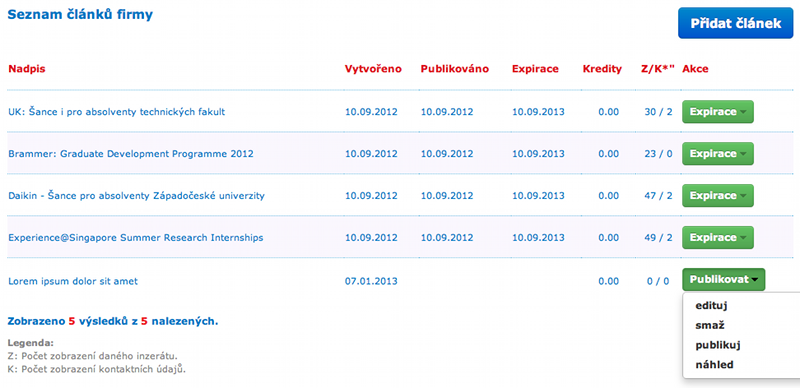 Seznam článků firmy
Přidat článek
Nadpis Vytvořeno Publikováno Expirace Kredity Z/K*" Akce
UK: Šance i pro absolventy technických fakult 10.09.2012 10.09.2012 10.09.2013 0.00 30 / 2 Expirace
Brammer: Graduate Development Programme 2012 10.09.2012 10.09.2012 10.09.2013 0.00 23 / 0 Expirace
Daikin - Šance pro absolventy Západočeské univerzity 10.09.2012 10.09.2012 10.09.2013 0.00 47 / 2 Expirace
Experience@Singapore Summer Research Internships 10.09.2012 10.09.2012 10.09.2013 0.00 49 / 2 Expirace
Lorem ipsum dolor sit amet 07.01.2013 0.00 0 / 0 Publikovat
edituj
smaž
publikuj
náhled
Zobrazeno 5 výsledků z 5 nalezených.
Legenda:
Z: Počet zobrazení daného inzerátu.
K: Počet zobrazení kontaktních údajů.